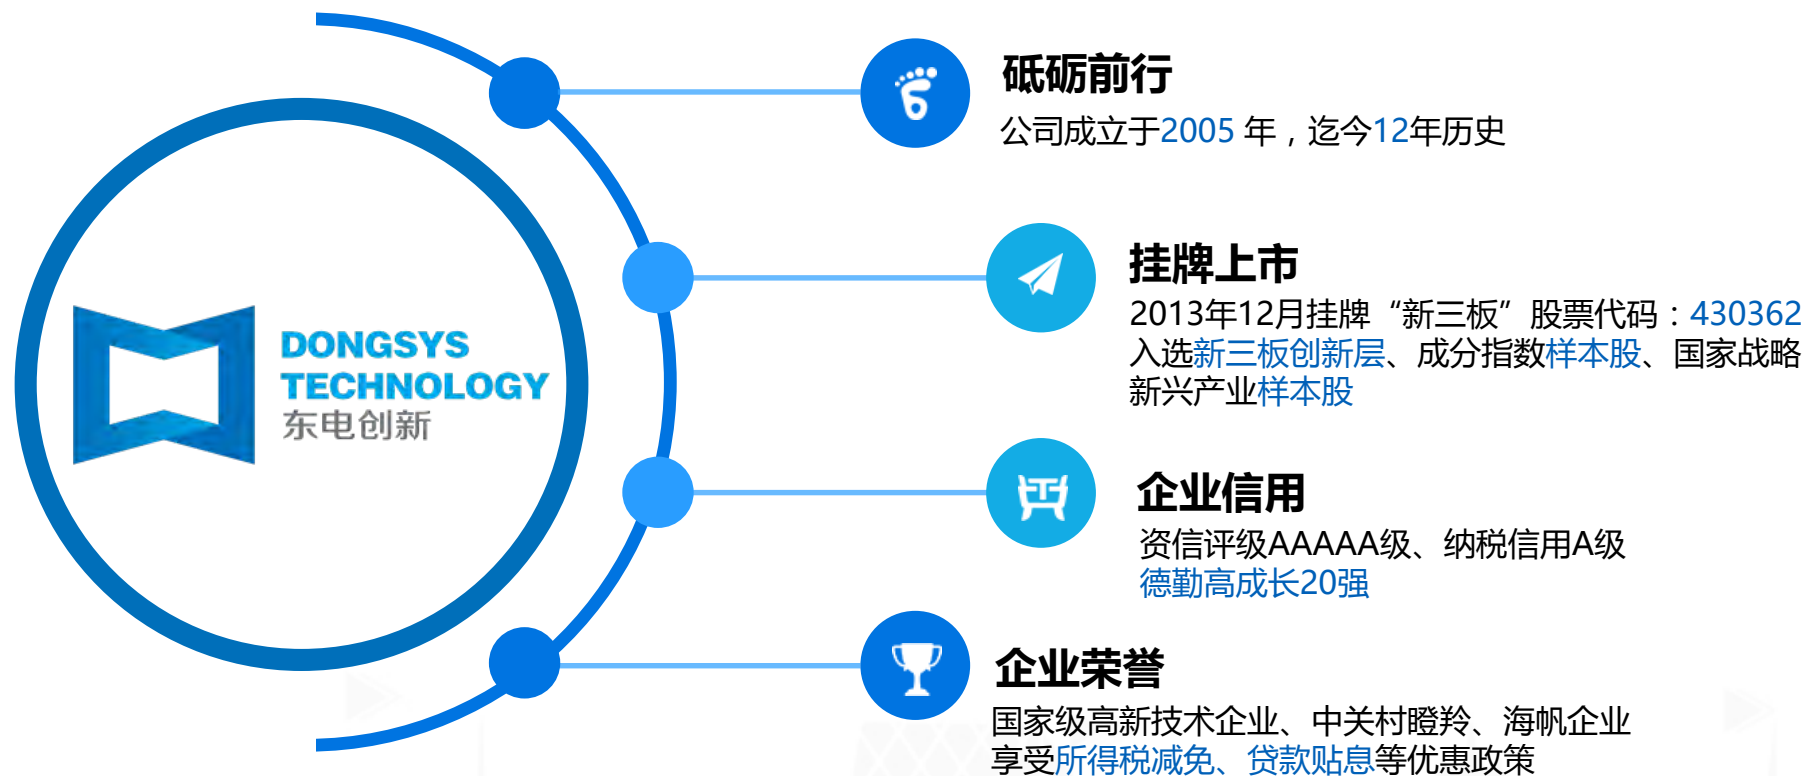 DONGSYS
TECHNOLOGY
东电创新
砥砺前行
公司成立于2005 年，迄今12年历史
挂牌上市
2013年12月挂牌“新三板”股票代码：430362
入选新三板创新层、成分指数样本股、国家战略
新兴产业样本股
企业信用
资信评级AAAAA级、纳税信用A级
德勤高成长20强
企业荣誉
国家级高新技术企业、中关村瞪羚、海帆企业
享受所得税减免、贷款贴息等优惠政策